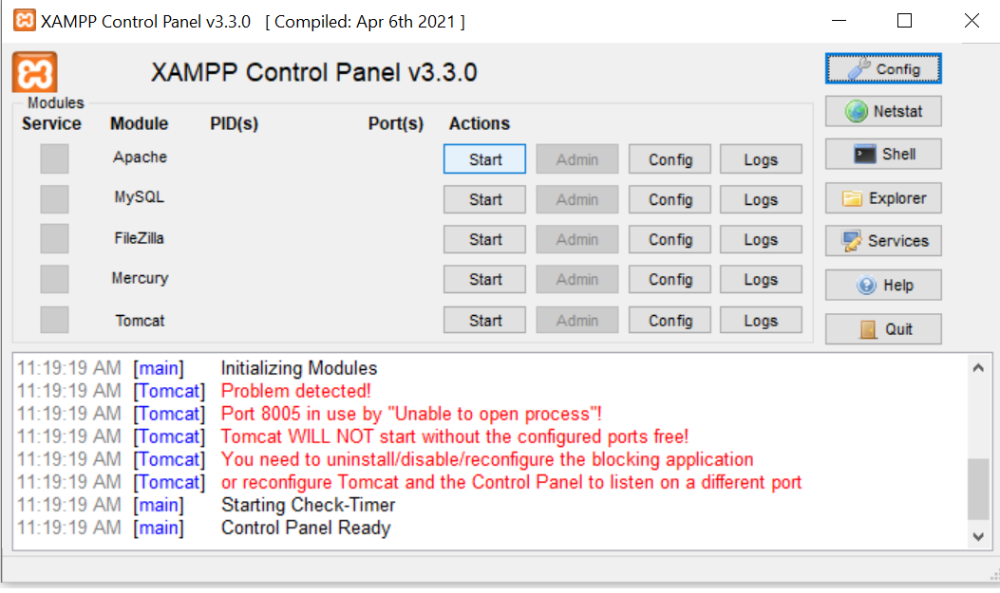 XAMPP Control Panel v3.3.0 [ Compiled: Apr 6th 2021 ]
XAMPP Control Panel v3.3.0
Config
Modules
Service Module PID(s) Port(s) Actions
Netstat
Apache Start Admin Config Logs
Shell
MySQL Start Admin Config Logs
Explorer
FileZilla Start Admin Config Logs
Services
Mercury Start Admin Config Logs
Help
Tomcat Start Admin Config Logs
Quit
11:19:19 AM [main] Initializing Modules
11:19:19 AM [Tomcat] Problem detected!
11:19:19 AM [Tomcat] Port 8005 in use by "Unable to open process"!
11:19:19 AM [Tomcat] Tomcat WILL NOT start without the configured ports free!
11:19:19 AM [Tomcat] You need to uninstall/disable/reconfigure the blocking application
11:19:19 AM [Tomcat] or reconfigure Tomcat and the Control Panel to listen on a different port
11:19:19 AM [main] Starting Check-Timer
11:19:19 AM [main] Control Panel Ready